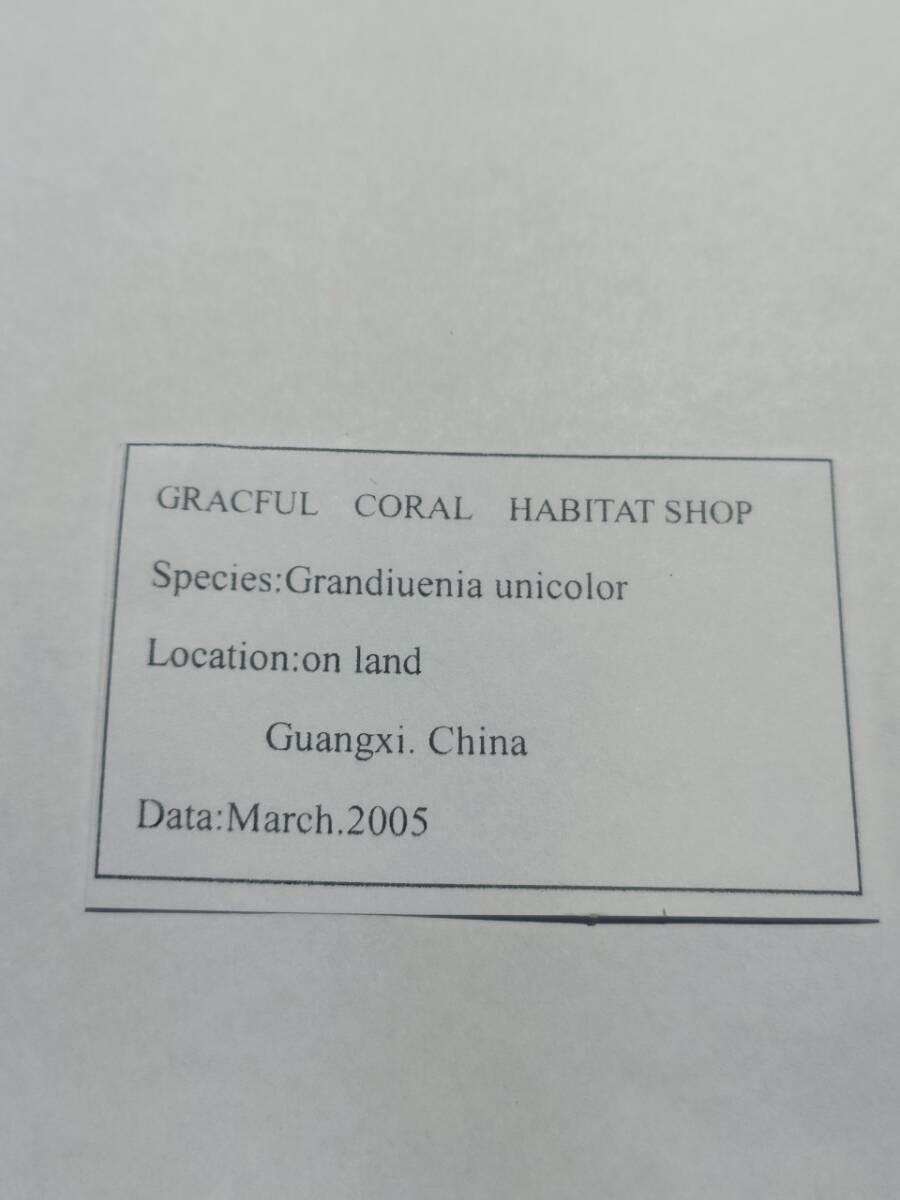 GRACFUL CORAL HABITAT SHOP
Species:Grandiuenia unicolor
Location:on land
Guangxi. China
Data:March.2005